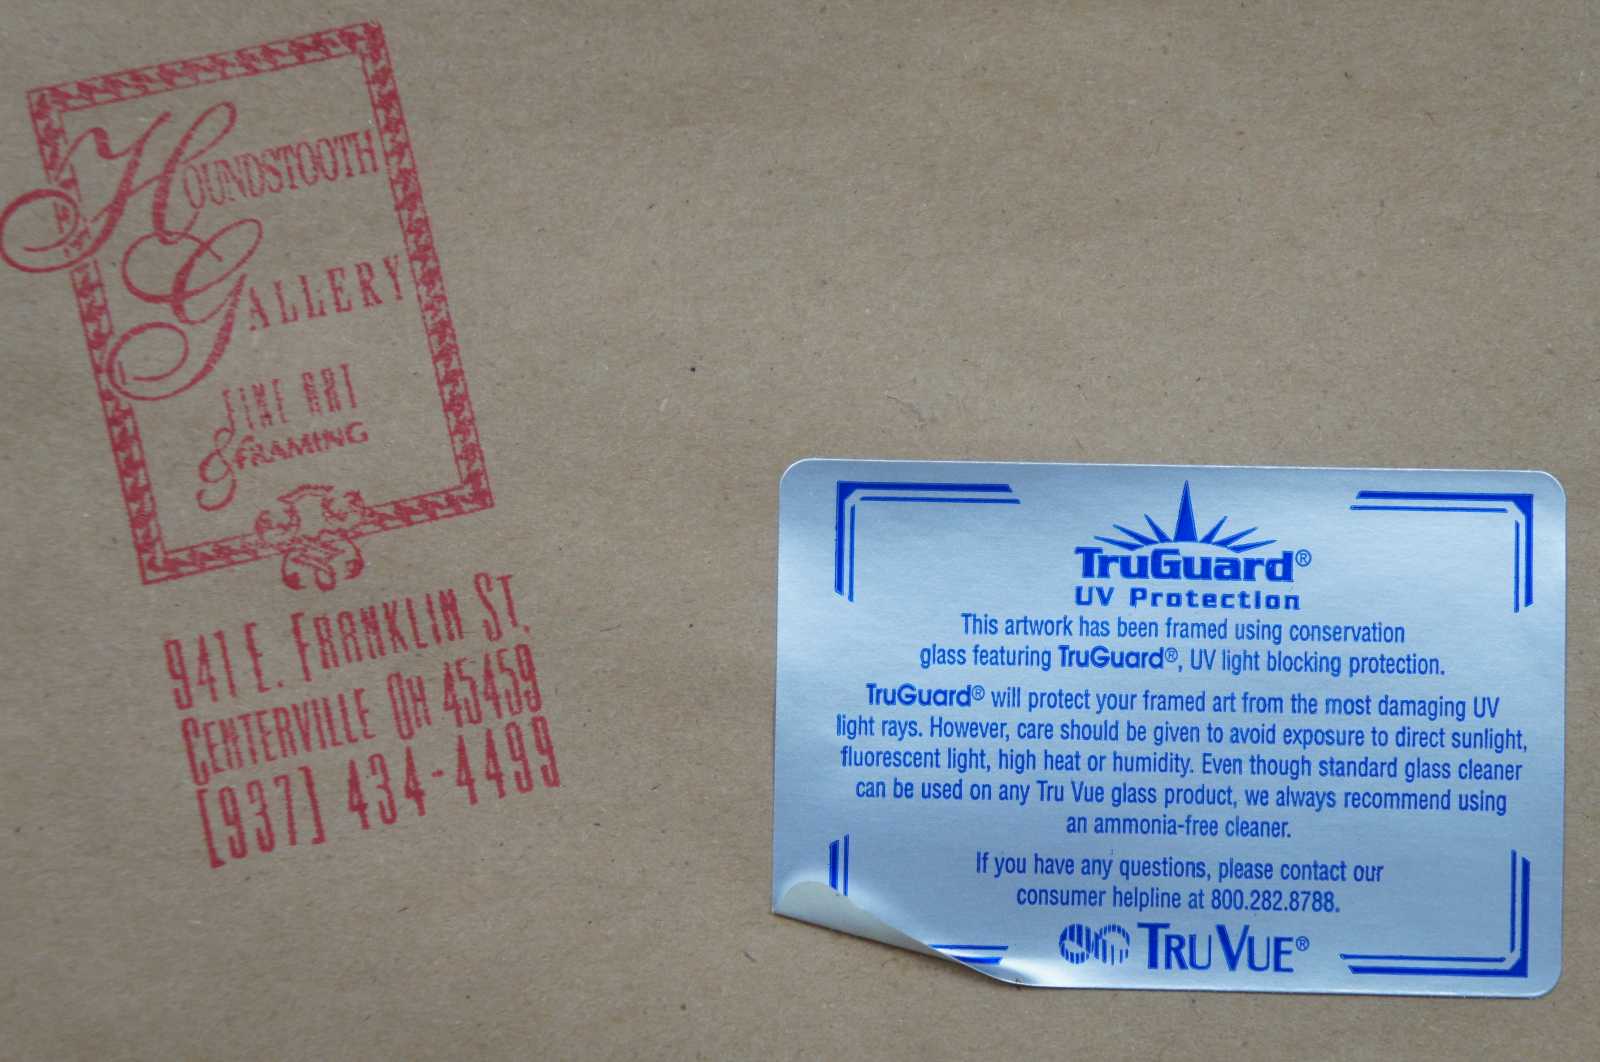 HOUNDSTOOTH
GALLERY
FINE ART
& FRAMING
941 E. FRANKLIN ST.
CENTERVILLE OH 45459
[937] 434-4499
TruGuard®
UV Protection
This artwork has been framed using conservation
glass featuring TruGuard®, UV light blocking protection.
TruGuard® will protect your framed art from the most damaging UV
light rays. However, care should be given to avoid exposure to direct sunlight,
fluorescent light, high heat or humidity. Even though standard glass cleaner
can be used on any Tru Vue glass product, we always recommend using
an ammonia-free cleaner.
If you have any questions, please contact our
consumer helpline at 800.282.8788.
TRU VUE®